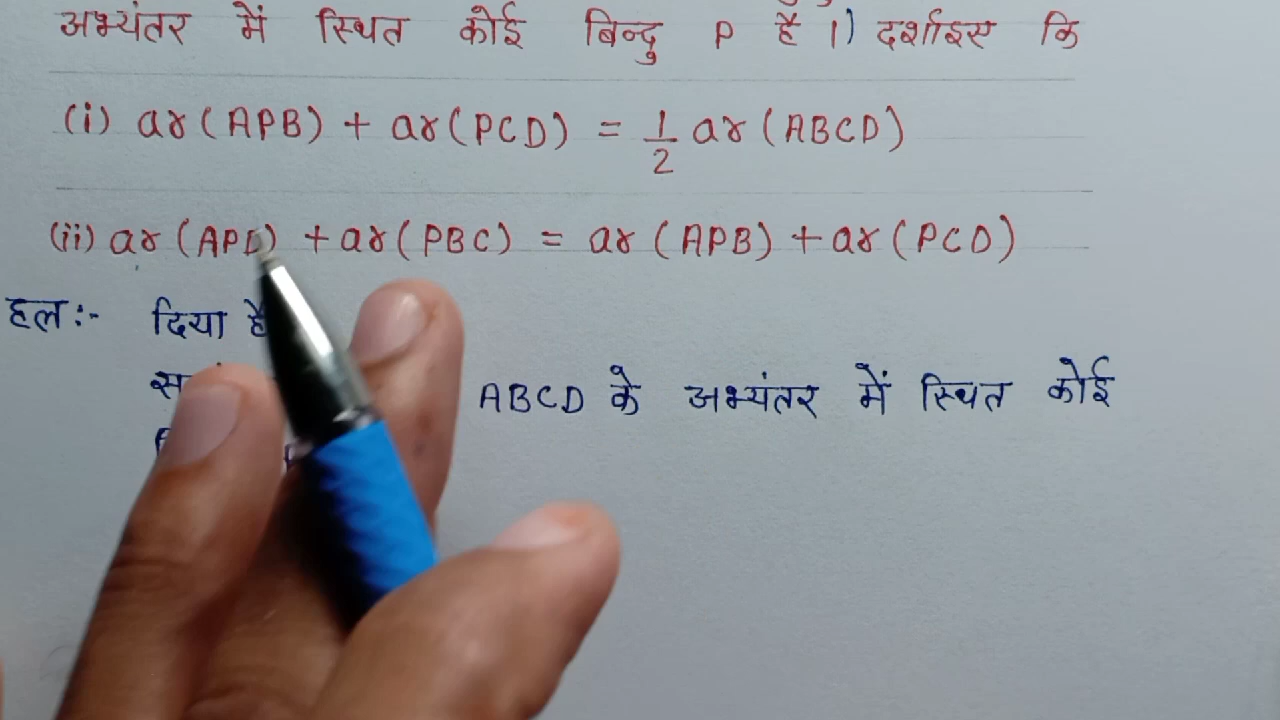 अभ्यंतर में स्थित कोई बिन्दु P है।) दर्शाइए कि
(i) ar (APB) + ar (PCD) = 1/2 ar (ABCD)
(ii) ar (APD) + ar (PBC) = ar (APB) + ar (PCD)
हल :- दिया है
ABCD के अभ्यंतर में स्थित कोई